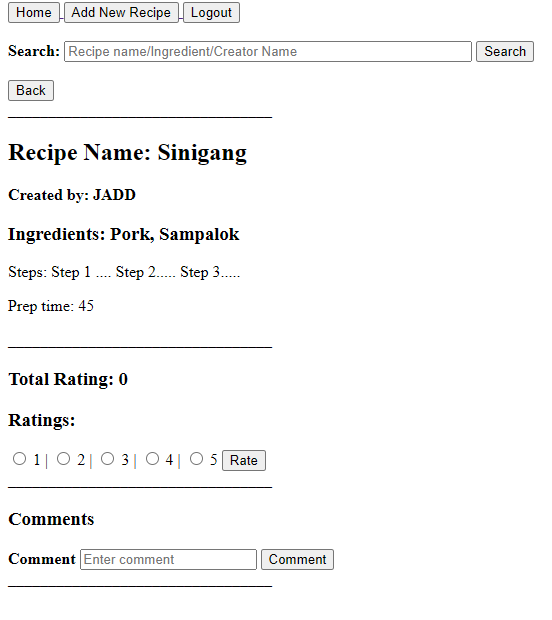 Home Add New Recipe Logout
Search: Recipe name/Ingredient/Creator Name Search
Back
Recipe Name: Sinigang
Created by: JADD
Ingredients: Pork, Sampalok
Steps: Step 1 .... Step 2..... Step 3.....
Prep time: 45
Total Rating: 0
Ratings:
1 | 2 | 3 | 4 | 5 Rate
Comments
Comment Enter comment Comment